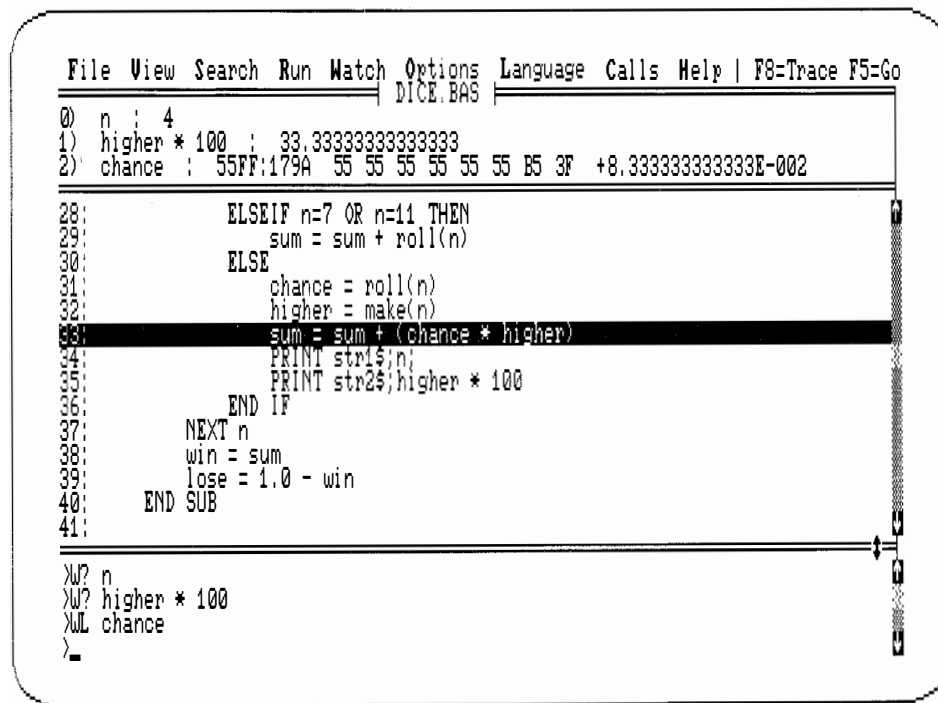 File View Search Run Watch Options Language Calls Help | F8=Trace F5=Go
DICE.BAS
0) n : 4
1) higher * 100 : 33.33333333333333
2) chance : 55FF:179A 55 55 55 55 55 55 B5 3F +8.333333333333E-002
28: ELSEIF n=7 OR n=11 THEN
29: sum = sum + roll(n)
30: ELSE
31: chance = roll(n)
32: higher = make(n)
33: sum = sum + (chance * higher)
34: PRINT str1$;n;
35: PRINT str2$;higher * 100
36: END IF
37: NEXT n
38: win = sum
39: lose = 1.0 - win
40: END SUB
41:
>W? n
>W? higher * 100
>WL chance
>_